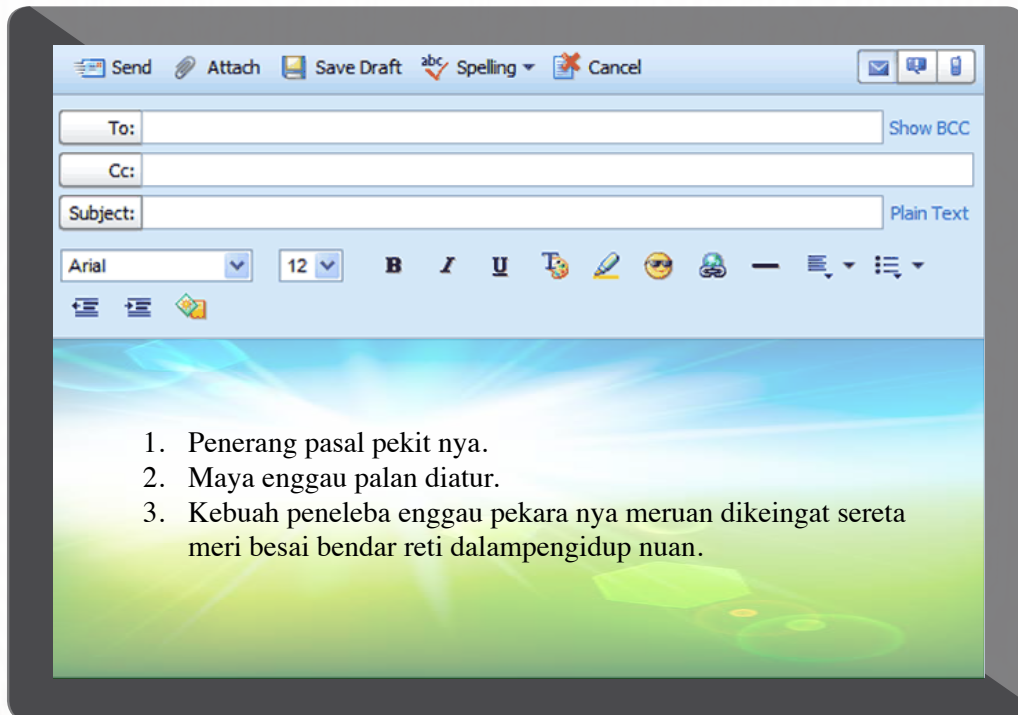 Send Attach Save Draft abc Spelling Cancel
To: Show BCC
Cc:
Subject: Plain Text
Arial 12 B I U T
1. Penerang pasal pekit nya.
2. Maya enggau palan diatur.
3. Kebuah peneleba enggau pekara nya meruan dikeingat sereta
meri besai bendar reti dalampengidup nuan.